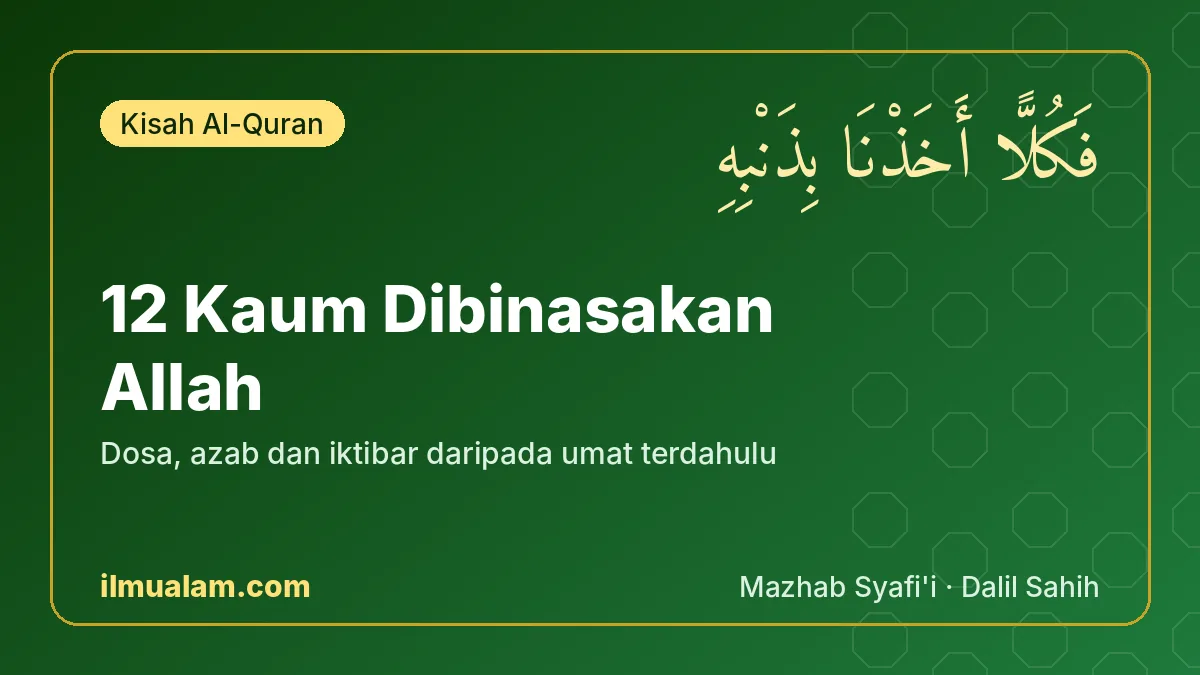 Kisah Al-Quran
فَكُلًّا أَخَذْنَا بِذَنْبِهِِ
12 Kaum Dibinasakan
Allah
Dosa, azab dan iktibar daripada umat terdahulu
ilmualam.com
Mazhab Syafi'i · Dalil Sahih